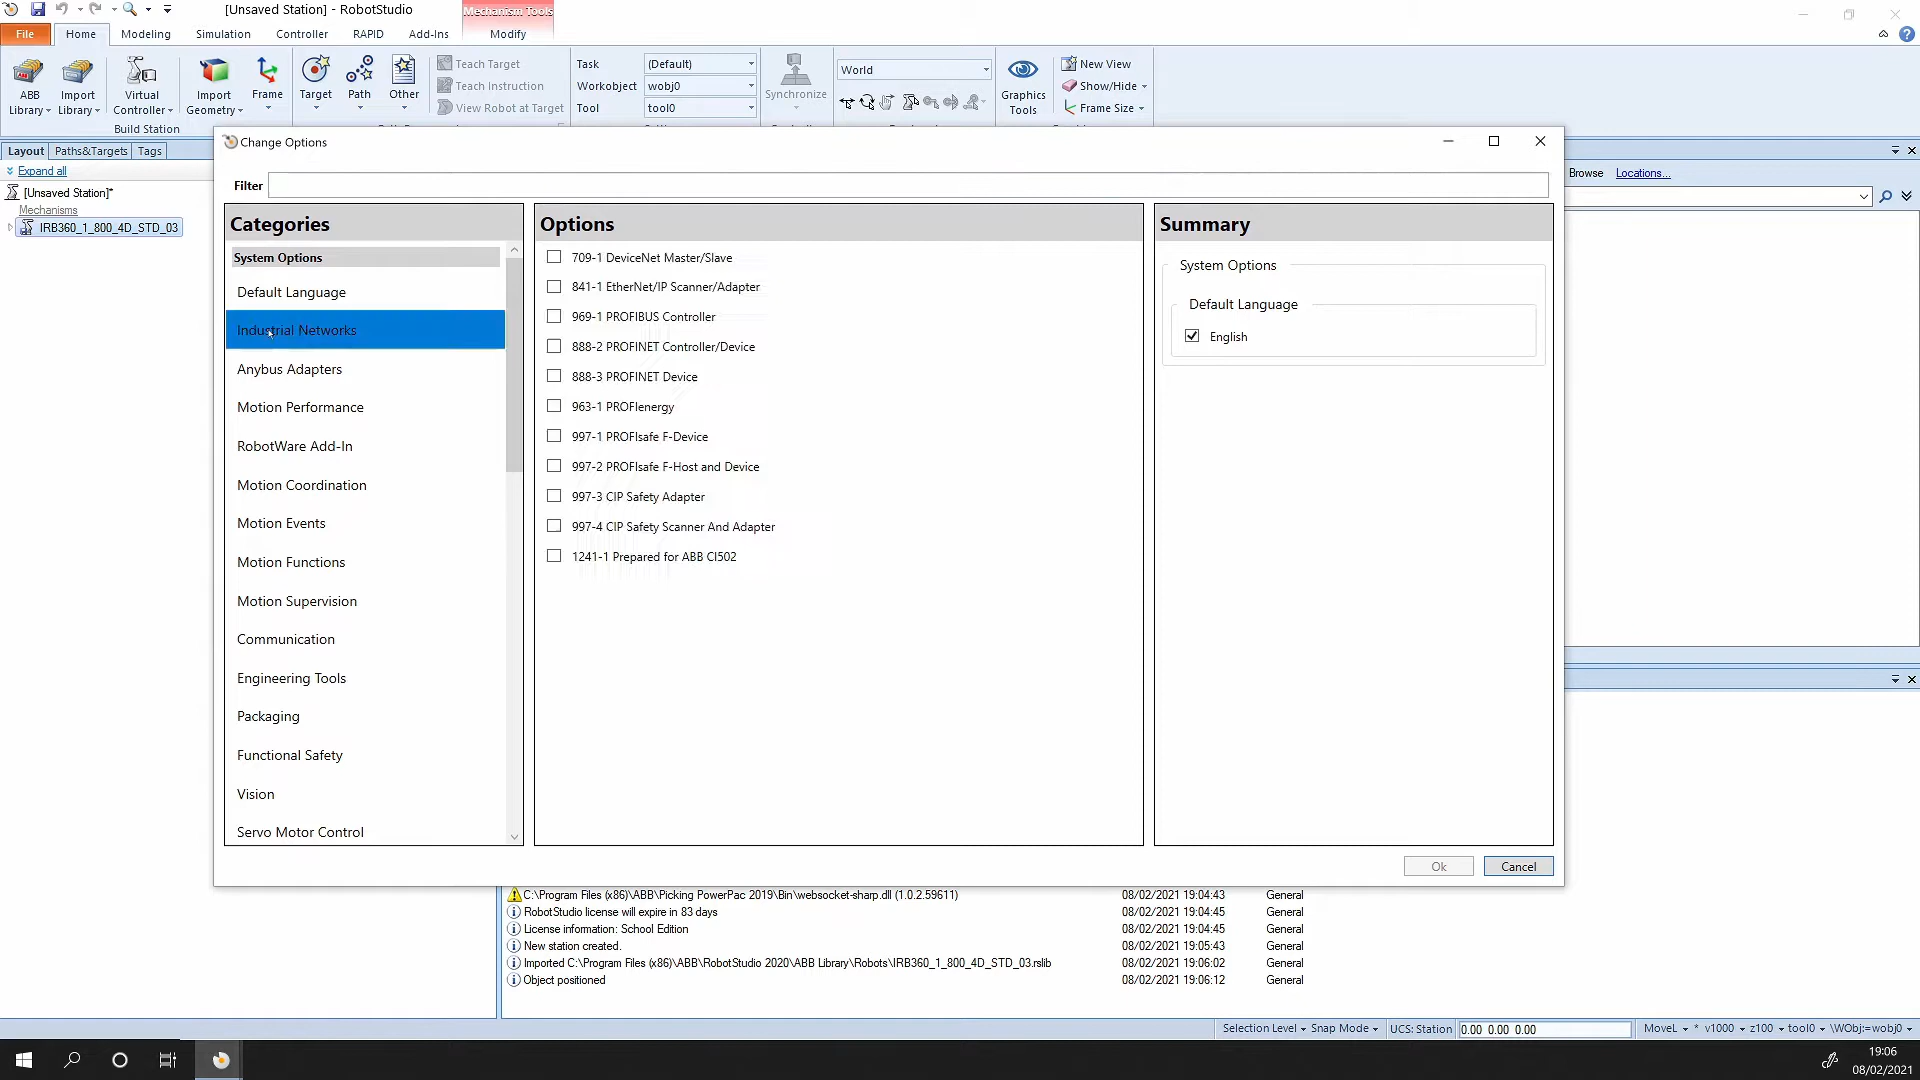 [Unsaved Station] - RobotStudio
Mechanism Tools
File Home Modeling Simulation Controller RAPID Add-Ins Modify
ABB Library
Import Library
Virtual Controller
Build Station
Import Geometry
Frame
Target
Path
Other
Teach Target
Teach Instruction
View Robot at Target
Task (Default)
Workobject wobj0
Tool tool0
Synchronize
World
Graphics Tools
New View
Show/Hide
Frame Size
Layout Paths&Targets Tags
Expand all
[Unsaved Station]*
Mechanisms
IRB360_1_800_4D_STD_03
Browse Locations...
Change Options
Filter
Categories
System Options
Default Language
Industrial Networks
Anybus Adapters
Motion Performance
RobotWare Add-In
Motion Coordination
Motion Events
Motion Functions
Motion Supervision
Communication
Engineering Tools
Packaging
Functional Safety
Vision
Servo Motor Control
Options
709-1 DeviceNet Master/Slave
841-1 EtherNet/IP Scanner/Adapter
969-1 PROFIBUS Controller
888-2 PROFINET Controller/Device
888-3 PROFINET Device
963-1 PROFIenergy
997-1 PROFIsafe F-Device
997-2 PROFIsafe F-Host and Device
997-3 CIP Safety Adapter
997-4 CIP Safety Scanner And Adapter
1241-1 Prepared for ABB CI502
Summary
System Options
Default Language
English
Ok Cancel
C:\Program Files (x86)\ABB\Picking PowerPac 2019\Bin\websocket-sharp.dll (1.0.2.59611) 08/02/2021 19:04:43 General
RobotStudio license will expire in 83 days 08/02/2021 19:04:45 General
License information: School Edition 08/02/2021 19:04:45 General
New station created. 08/02/2021 19:05:43 General
Imported C:\Program Files (x86)\ABB\RobotStudio 2020\ABB Library\Robots\IRB360_1_800_4D_STD_03.rslib 08/02/2021 19:06:02 General
Object positioned 08/02/2021 19:06:12 General
Selection Level Snap Mode UCS: Station 0.00 0.00 0.00 MoveL * v1000 z100 tool0 \WObj:=wobj0
19:06
08/02/2021